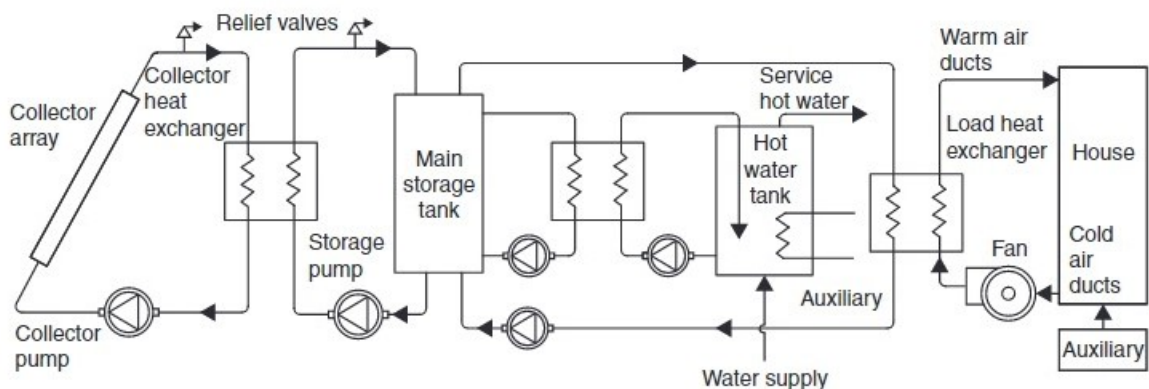 Relief valves
Collector
heat
exchanger
Collector
array
Collector
pump
Storage
pump
Main
storage
tank
Service
hot water
Hot
water
tank
Auxiliary
Water supply
Warm air
ducts
Load heat
exchanger
House
Fan
Cold
air
ducts
Auxiliary